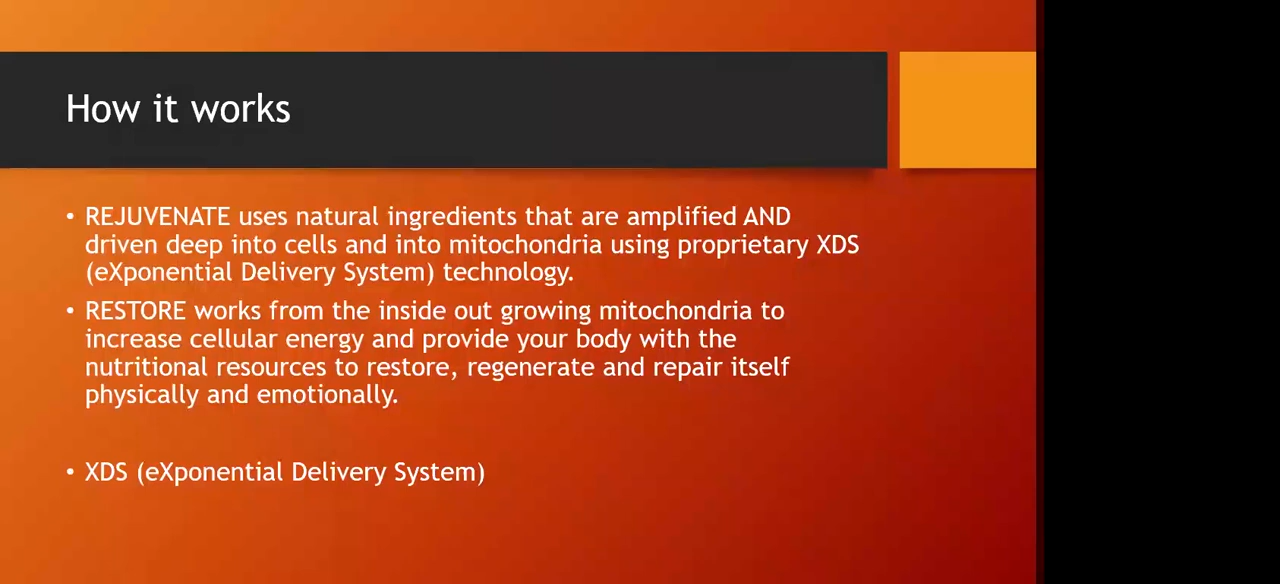 How it works
• REJUVENATE uses natural ingredients that are amplified AND
driven deep into cells and into mitochondria using proprietary XDS
(eXponential Delivery System) technology.
• RESTORE works from the inside out growing mitochondria to
increase cellular energy and provide your body with the
nutritional resources to restore, regenerate and repair itself
physically and emotionally.
• XDS (eXponential Delivery System)